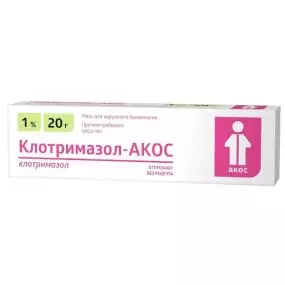 1 % 20 г
Мазь для наружного применения
Противогрибковое
средство
Клотримазол-АКОС
клотримазол
ОТПУСКАЮТ
БЕЗ РЕЦЕПТА
АКОС